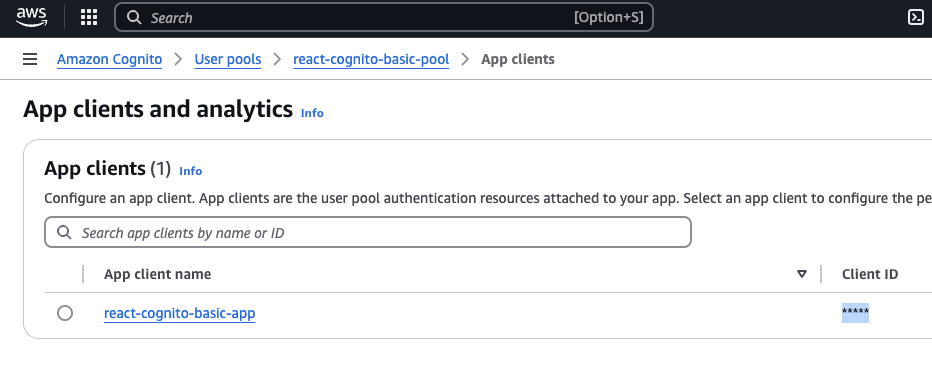 aws Search [Option+S]
Amazon Cognito > User pools > react-cognito-basic-pool > App clients
App clients and analytics Info
App clients (1) Info
Configure an app client. App clients are the user pool authentication resources attached to your app. Select an app client to configure the pe
Search app clients by name or ID
App client name Client ID
react-cognito-basic-app *****